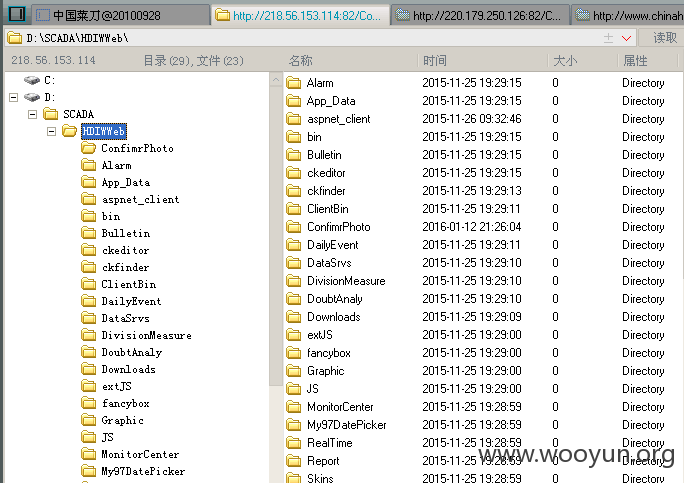 中国菜刀@20100928 http://218.56.153.114:82/Co... http://220.179.250.126:82/C... http://www.chinah
D:\SCADA\HDIWWeb\ 读取
218.56.153.114 目录(29),文件(23) 名称 时间 大小 属性
C:
D:
SCADA
HDIWWeb
ConfimrPhoto
Alarm
App_Data
aspnet_client
bin
Bulletin
ckeditor
ckfinder
ClientBin
DailyEvent
DataSrvs
DivisionMeasure
DoubtAnaly
Downloads
extJS
fancybox
Graphic
JS
MonitorCenter
My97DatePicker
Alarm 2015-11-25 19:29:15 0 Directory
App_Data 2015-11-25 19:29:15 0 Directory
aspnet_client 2015-11-26 09:32:46 0 Directory
bin 2015-11-25 19:29:15 0 Directory
Bulletin 2015-11-25 19:29:15 0 Directory
ckeditor 2015-11-25 19:29:15 0 Directory
ckfinder 2015-11-25 19:29:13 0 Directory
ClientBin 2015-11-25 19:29:11 0 Directory
ConfimrPhoto 2016-01-12 21:26:04 0 Directory
DailyEvent 2015-11-25 19:29:11 0 Directory
DataSrvs 2015-11-25 19:29:10 0 Directory
DivisionMeasure 2015-11-25 19:29:10 0 Directory
DoubtAnaly 2015-11-25 19:29:10 0 Directory
Downloads 2015-11-25 19:29:09 0 Directory
extJS 2015-11-25 19:29:00 0 Directory
fancybox 2015-11-25 19:29:00 0 Directory
Graphic 2015-11-25 19:29:00 0 Directory
JS 2015-11-25 19:29:00 0 Directory
MonitorCenter 2015-11-25 19:28:59 0 Directory
My97DatePicker 2015-11-25 19:28:59 0 Directory
RealTime 2015-11-25 19:28:59 0 Directory
Report 2015-11-25 19:28:59 0 Directory
Skins 2015-11-25 19:28:59 0 Directory
www.wooyun.org